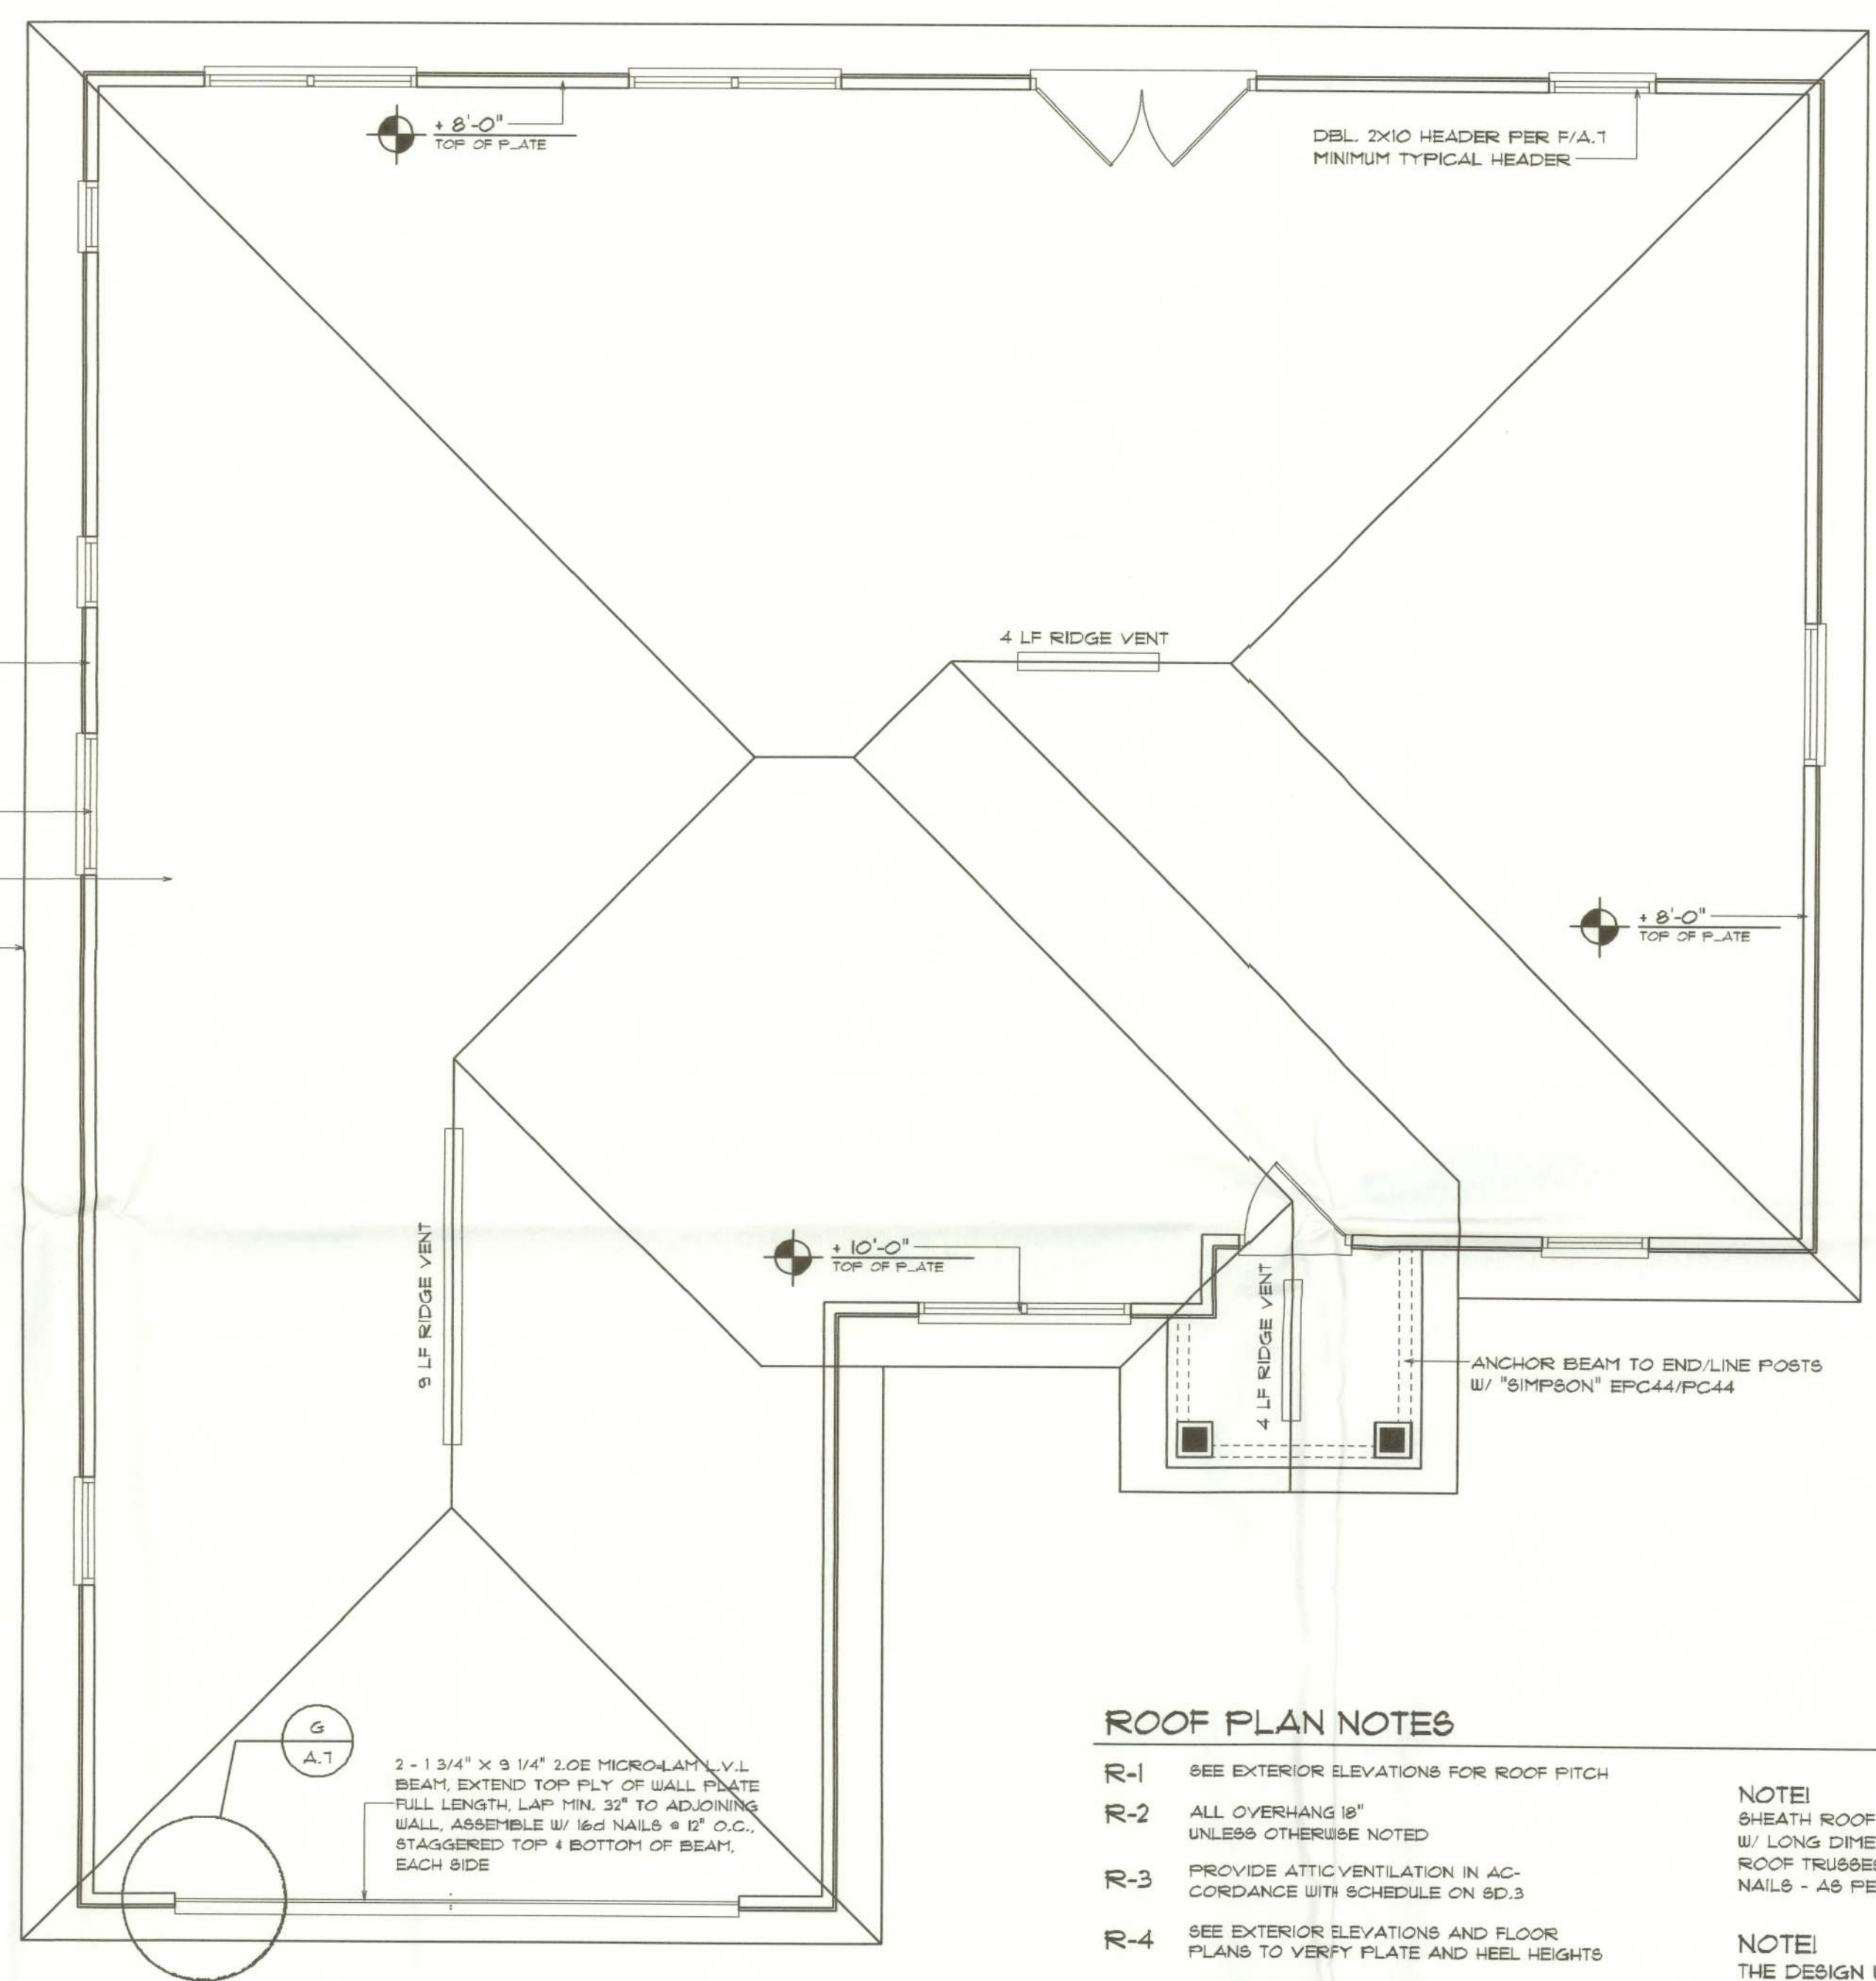 + 8'-0"
TOP OF PLATE
DBL. 2X10 HEADER PER F/A.7
MINIMUM TYPICAL HEADER
4 LF RIDGE VENT
+ 8'-0"
TOP OF PLATE
9 LF RIDGE VENT
+ 10'-0"
TOP OF PLATE
4 LF RIDGE VENT
ANCHOR BEAM TO END/LINE POSTS
W/ "SIMPSON" EPC44/PC44
G
A.7
2 - 1 3/4" X 9 1/4" 2.0E MICRO=LAM L.V.L
BEAM, EXTEND TOP PLY OF WALL PLATE
FULL LENGTH, LAP MIN. 32" TO ADJOINING
WALL, ASSEMBLE W/ 16d NAILS @ 12" O.C.,
STAGGERED TOP & BOTTOM OF BEAM,
EACH SIDE
ROOF PLAN NOTES
R-1 SEE EXTERIOR ELEVATIONS FOR ROOF PITCH
R-2 ALL OVERHANG 18"
UNLESS OTHERWISE NOTED
R-3 PROVIDE ATTIC VENTILATION IN AC-
CORDANCE WITH SCHEDULE ON SD.3
R-4 SEE EXTERIOR ELEVATIONS AND FLOOR
PLANS TO VERFY PLATE AND HEEL HEIGHTS
NOTE!
SHEATH ROOF
W/ LONG DIME
ROOF TRUSSES
NAILS - AS PE
NOTE!
THE DESIGN